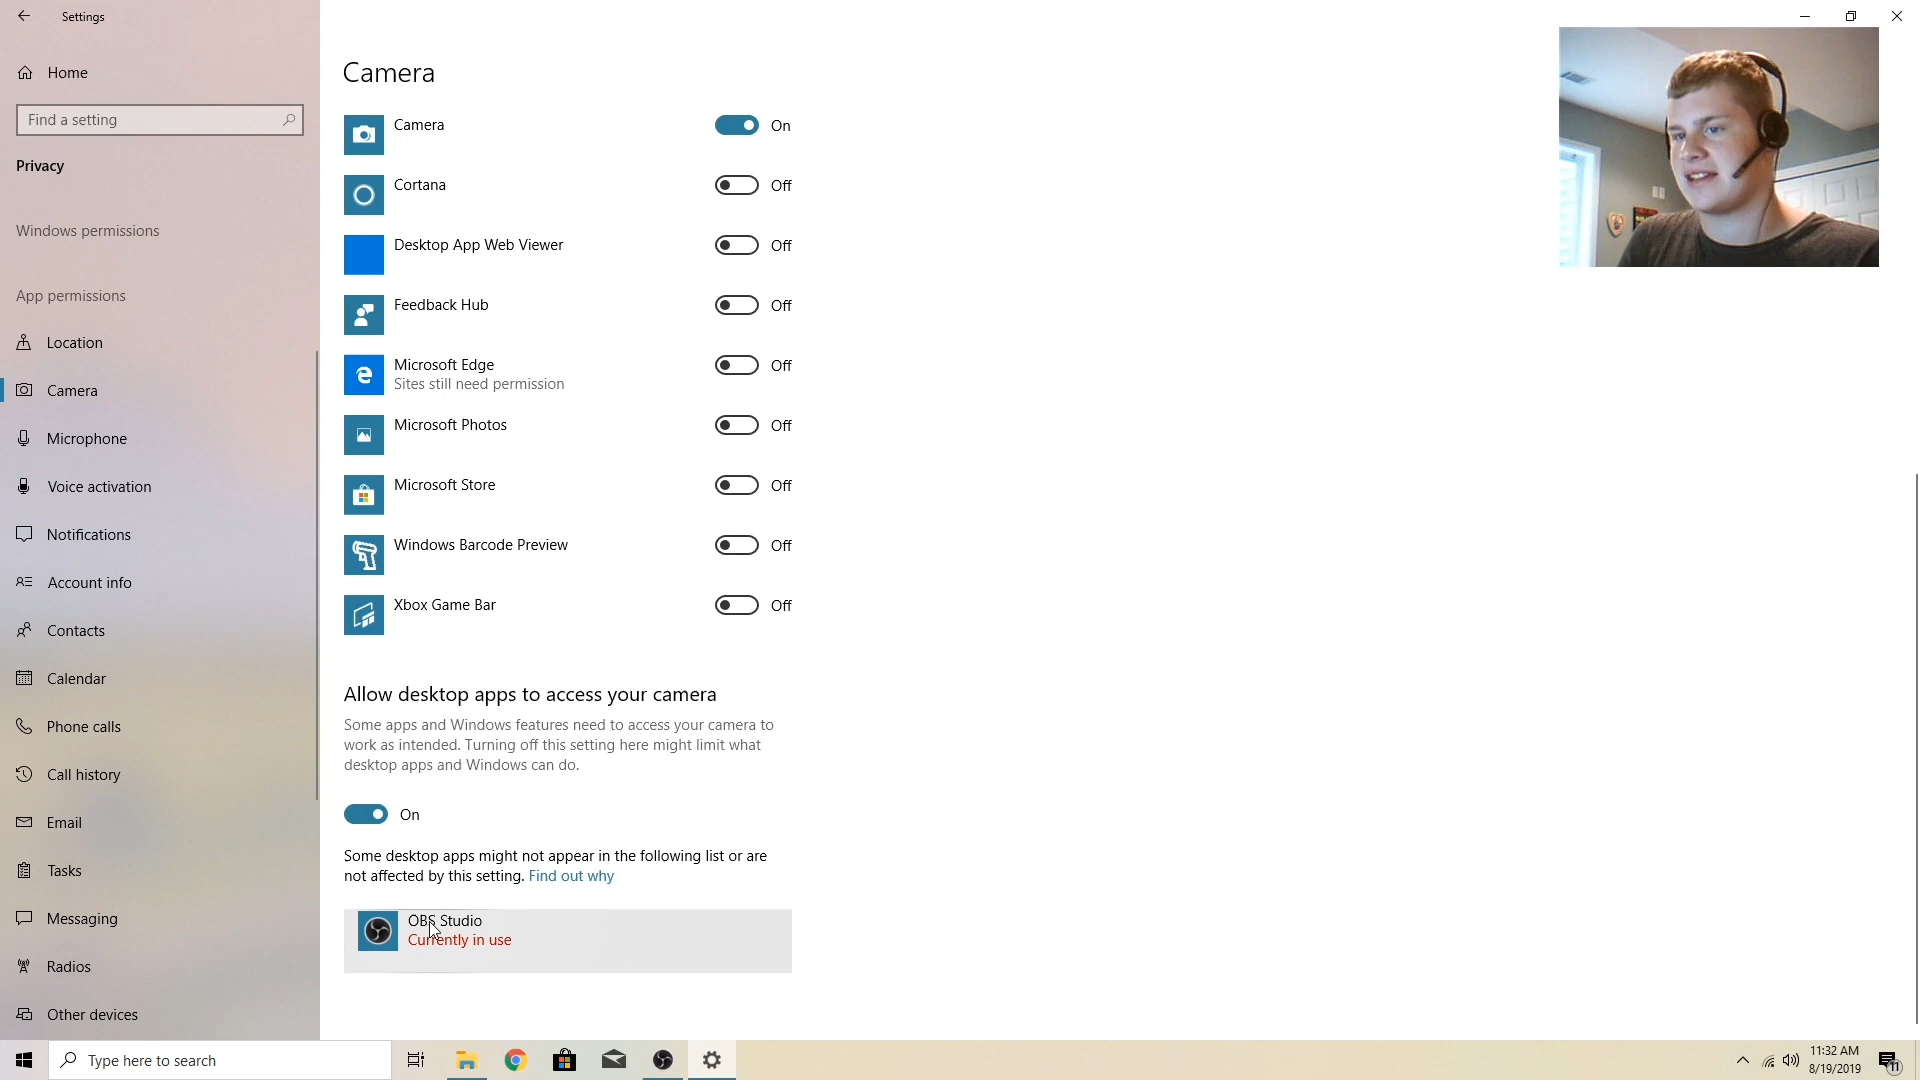 Settings
Home
Find a setting
Privacy
Windows permissions
App permissions
Location
Camera
Microphone
Voice activation
Notifications
Account info
Contacts
Calendar
Phone calls
Call history
Email
Tasks
Messaging
Radios
Other devices
Camera
Camera On
Cortana Off
Desktop App Web Viewer Off
Feedback Hub Off
Microsoft Edge Off
Sites still need permission
Microsoft Photos Off
Microsoft Store Off
Windows Barcode Preview Off
Xbox Game Bar Off
Allow desktop apps to access your camera
Some apps and Windows features need to access your camera to
work as intended. Turning off this setting here might limit what
desktop apps and Windows can do.
On
Some desktop apps might not appear in the following list or are
not affected by this setting. Find out why
OBS Studio
Currently in use
Type here to search
11:32 AM
8/19/2019
11